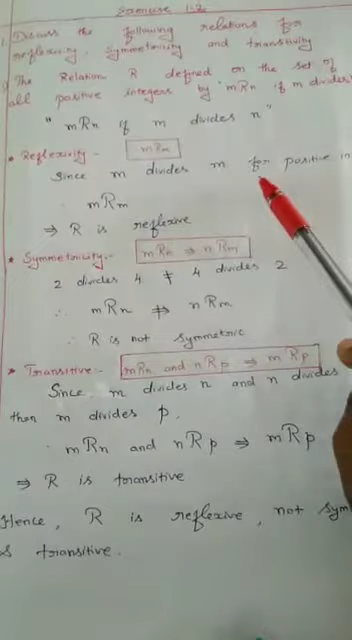 Exercise 1.2
1. Discuss the following relations for
reflexivity, symmetricity and transitivity
The Relation R defined on the set of
all positive integers by "mRn if m divides
" mRn if m divides n "
• Reflexivity :- mRm
Since m divides m for positive in
∴ mRm
⇒ R is reflexive
* Symmetricity :- mRn ⇒ nRm
2 divides 4 ⇏ 4 divides 2
∴ mRn ⇏ nRm
∴ R is not symmetric
• Transitive :- mRn and nRp ⇒ mRp
Since m divides n and n divides
then m divides p.
∴ mRn and nRp ⇒ mRp
⇒ R is transitive
Hence, R is reflexive, not sym
& transitive.